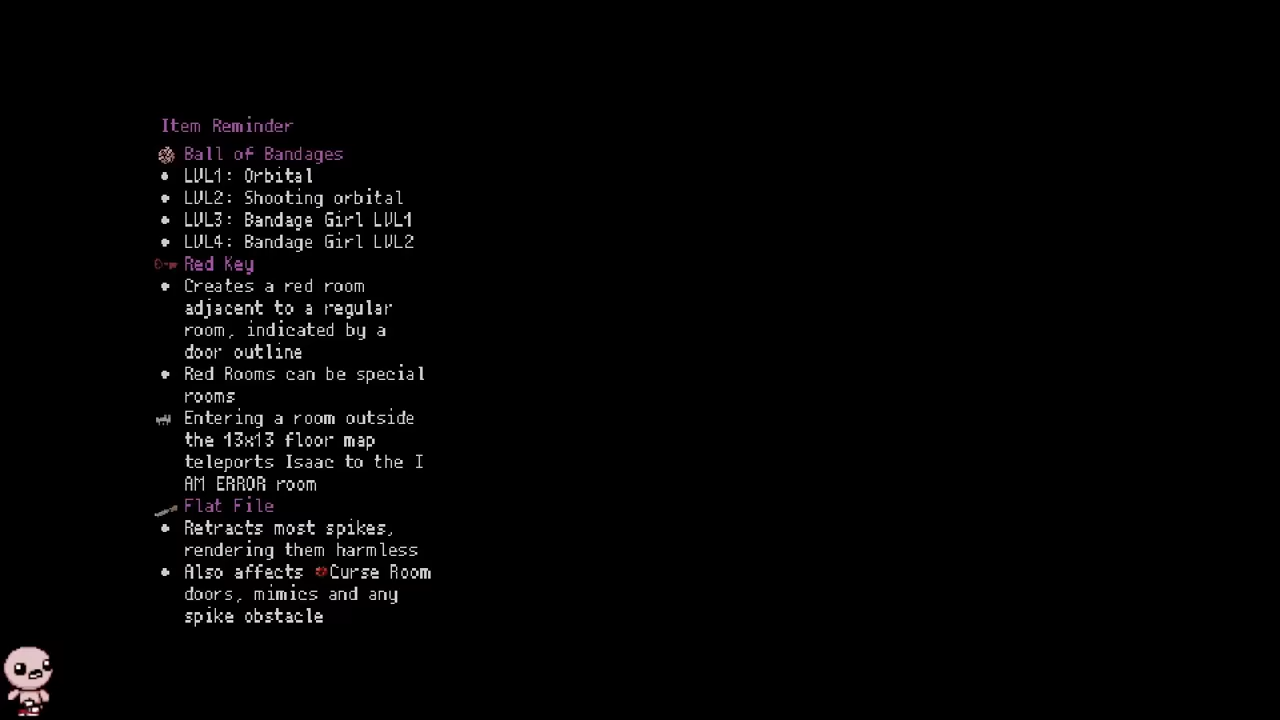 Item Reminder
Ball of Bandages
LVL1: Orbital
LVL2: Shooting orbital
LVL3: Bandage Girl LVL1
LVL4: Bandage Girl LVL2
Red Key
Creates a red room
adjacent to a regular
room, indicated by a
door outline
Red Rooms can be special
rooms
Entering a room outside
the 13x13 floor map
teleports Isaac to the I
AM ERROR room
Flat File
Retracts most spikes,
rendering them harmless
Also affects Curse Room
doors, mimics and any
spike obstacle